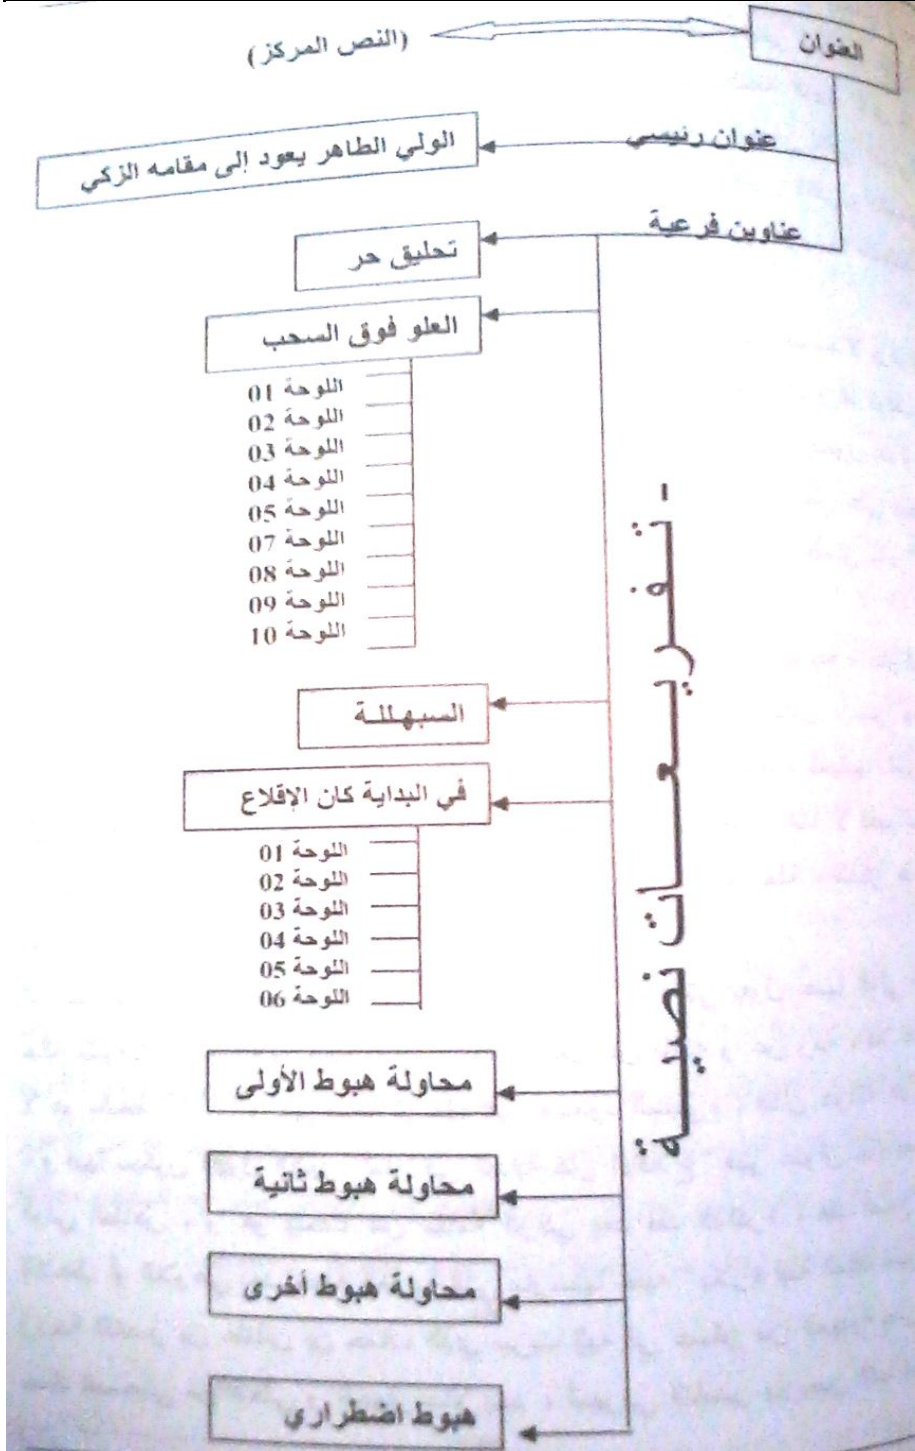 العنوان
(النص المركز)
عنوان رئيسي
الولي الطاهر يعود إلى مقامه الزكي
عناوين فرعية
تحليق حر
العلو فوق السحب
اللوحة 01
اللوحة 02
اللوحة 03
اللوحة 04
اللوحة 05
اللوحة 07
اللوحة 08
اللوحة 09
اللوحة 10
- تـفـريـعـــات نصيـــة
السبهللة
في البداية كان الإقلاع
اللوحة 01
اللوحة 02
اللوحة 03
اللوحة 04
اللوحة 05
اللوحة 06
محاولة هبوط الأولى
محاولة هبوط ثانية
محاولة هبوط أخرى
هبوط اضطراري